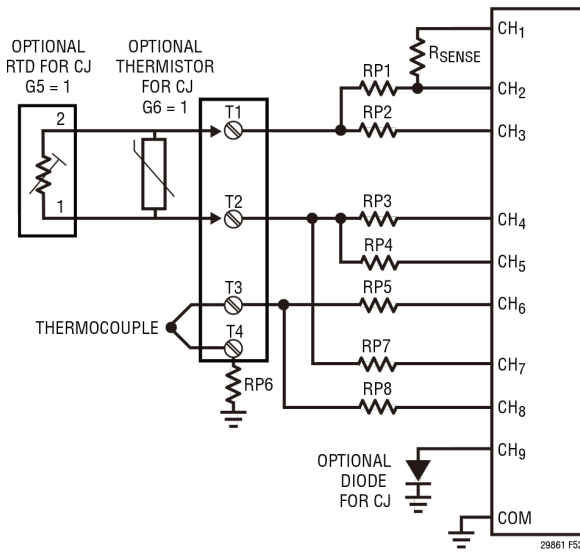 OPTIONAL
RTD FOR CJ
G5 = 1
OPTIONAL
THERMISTOR
FOR CJ
G6 = 1
2
1
T1
T2
T3
T4
THERMOCOUPLE
RP6
RSENSE
RP1
RP2
RP3
RP4
RP5
RP7
RP8
OPTIONAL
DIODE
FOR CJ
CH1
CH2
CH3
CH4
CH5
CH6
CH7
CH8
CH9
COM
29861 F52